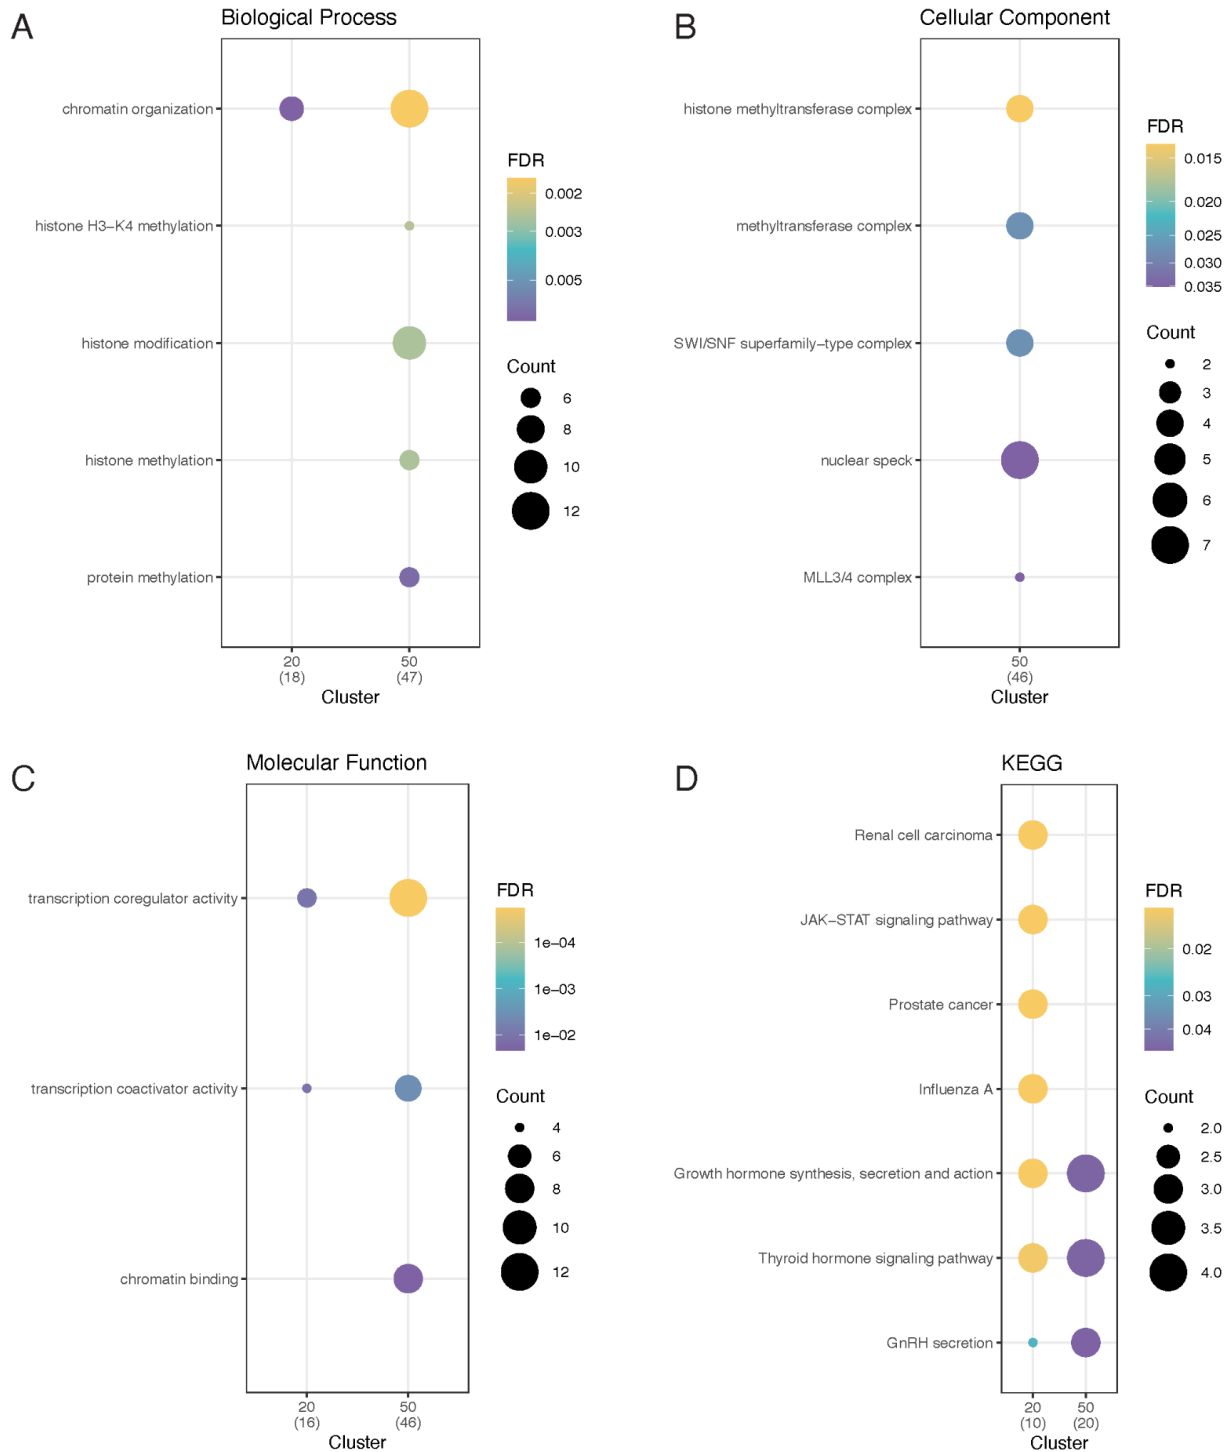 A
Biological Process
chromatin organization
histone H3−K4 methylation
histone modification
histone methylation
protein methylation
20
(18)
50
(47)
Cluster
FDR
0.002
0.003
0.005
Count
6
8
10
12
B
Cellular Component
histone methyltransferase complex
methyltransferase complex
SWI/SNF superfamily−type complex
nuclear speck
MLL3/4 complex
50
(46)
Cluster
FDR
0.015
0.020
0.025
0.030
0.035
Count
2
3
4
5
6
7
C
Molecular Function
transcription coregulator activity
transcription coactivator activity
chromatin binding
20
(16)
50
(46)
Cluster
FDR
1e−04
1e−03
1e−02
Count
4
6
8
10
12
D
KEGG
Renal cell carcinoma
JAK−STAT signaling pathway
Prostate cancer
Influenza A
Growth hormone synthesis, secretion and action
Thyroid hormone signaling pathway
GnRH secretion
20
(10)
50
(20)
Cluster
FDR
0.02
0.03
0.04
Count
2.0
2.5
3.0
3.5
4.0